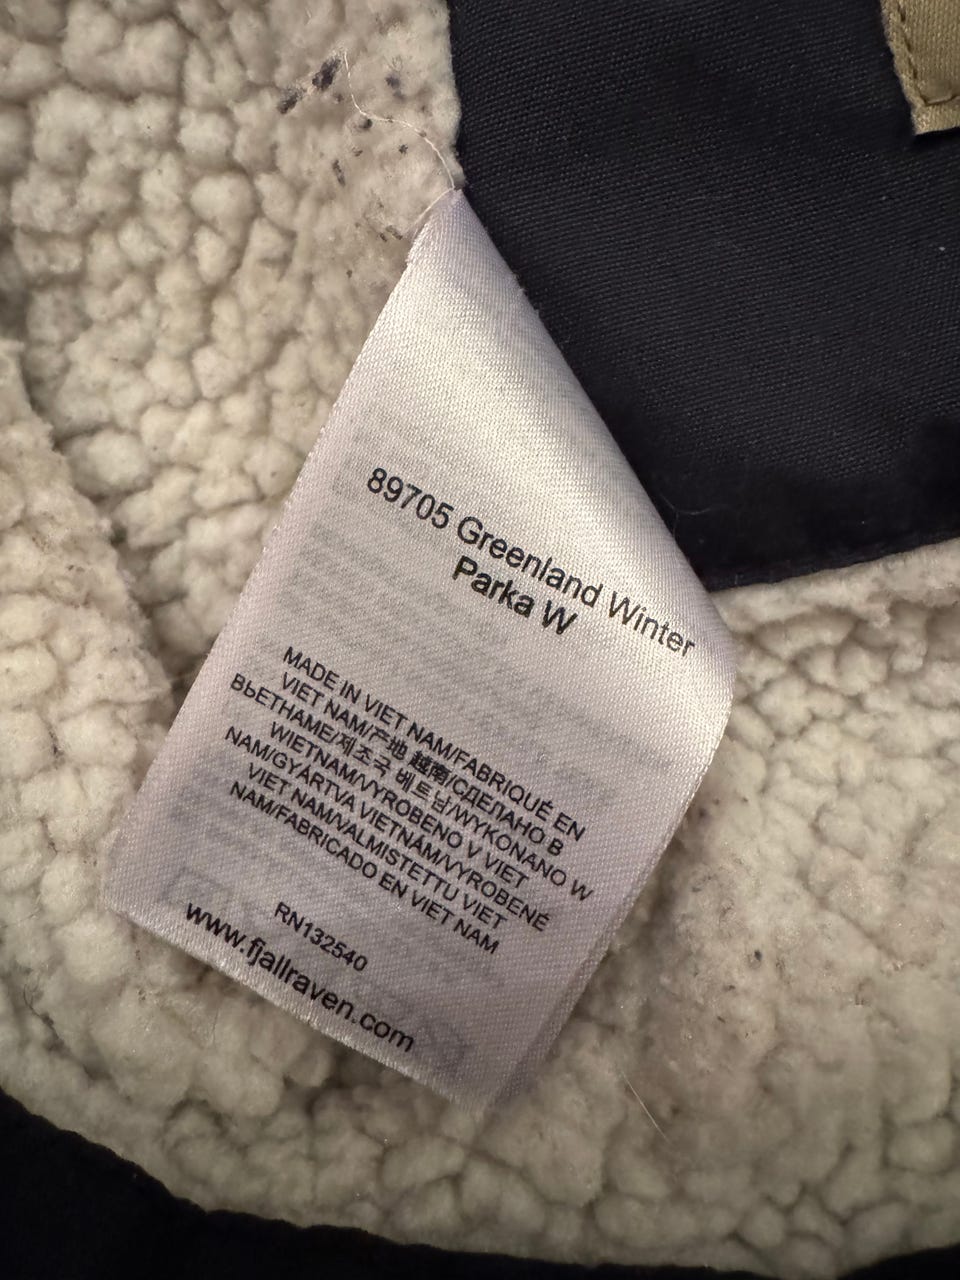 89705 Greenland Winter
Parka W
MADE IN VIET NAM/FABRIQUÉ EN
VIET NAM/产地 越南/СДЕЛАНО В
ВЬЕТНАМЕ/제조국 베트남/WYKONANO W
WIETNAM/VYROBENO V VIET
NAM/GYÁRTVA VIETNÁM/VYROBENÉ
VIET NAM/VALMISTETTU VIET
NAM/FABRICADO EN VIET NAM
RN132540
www.fjallraven.com